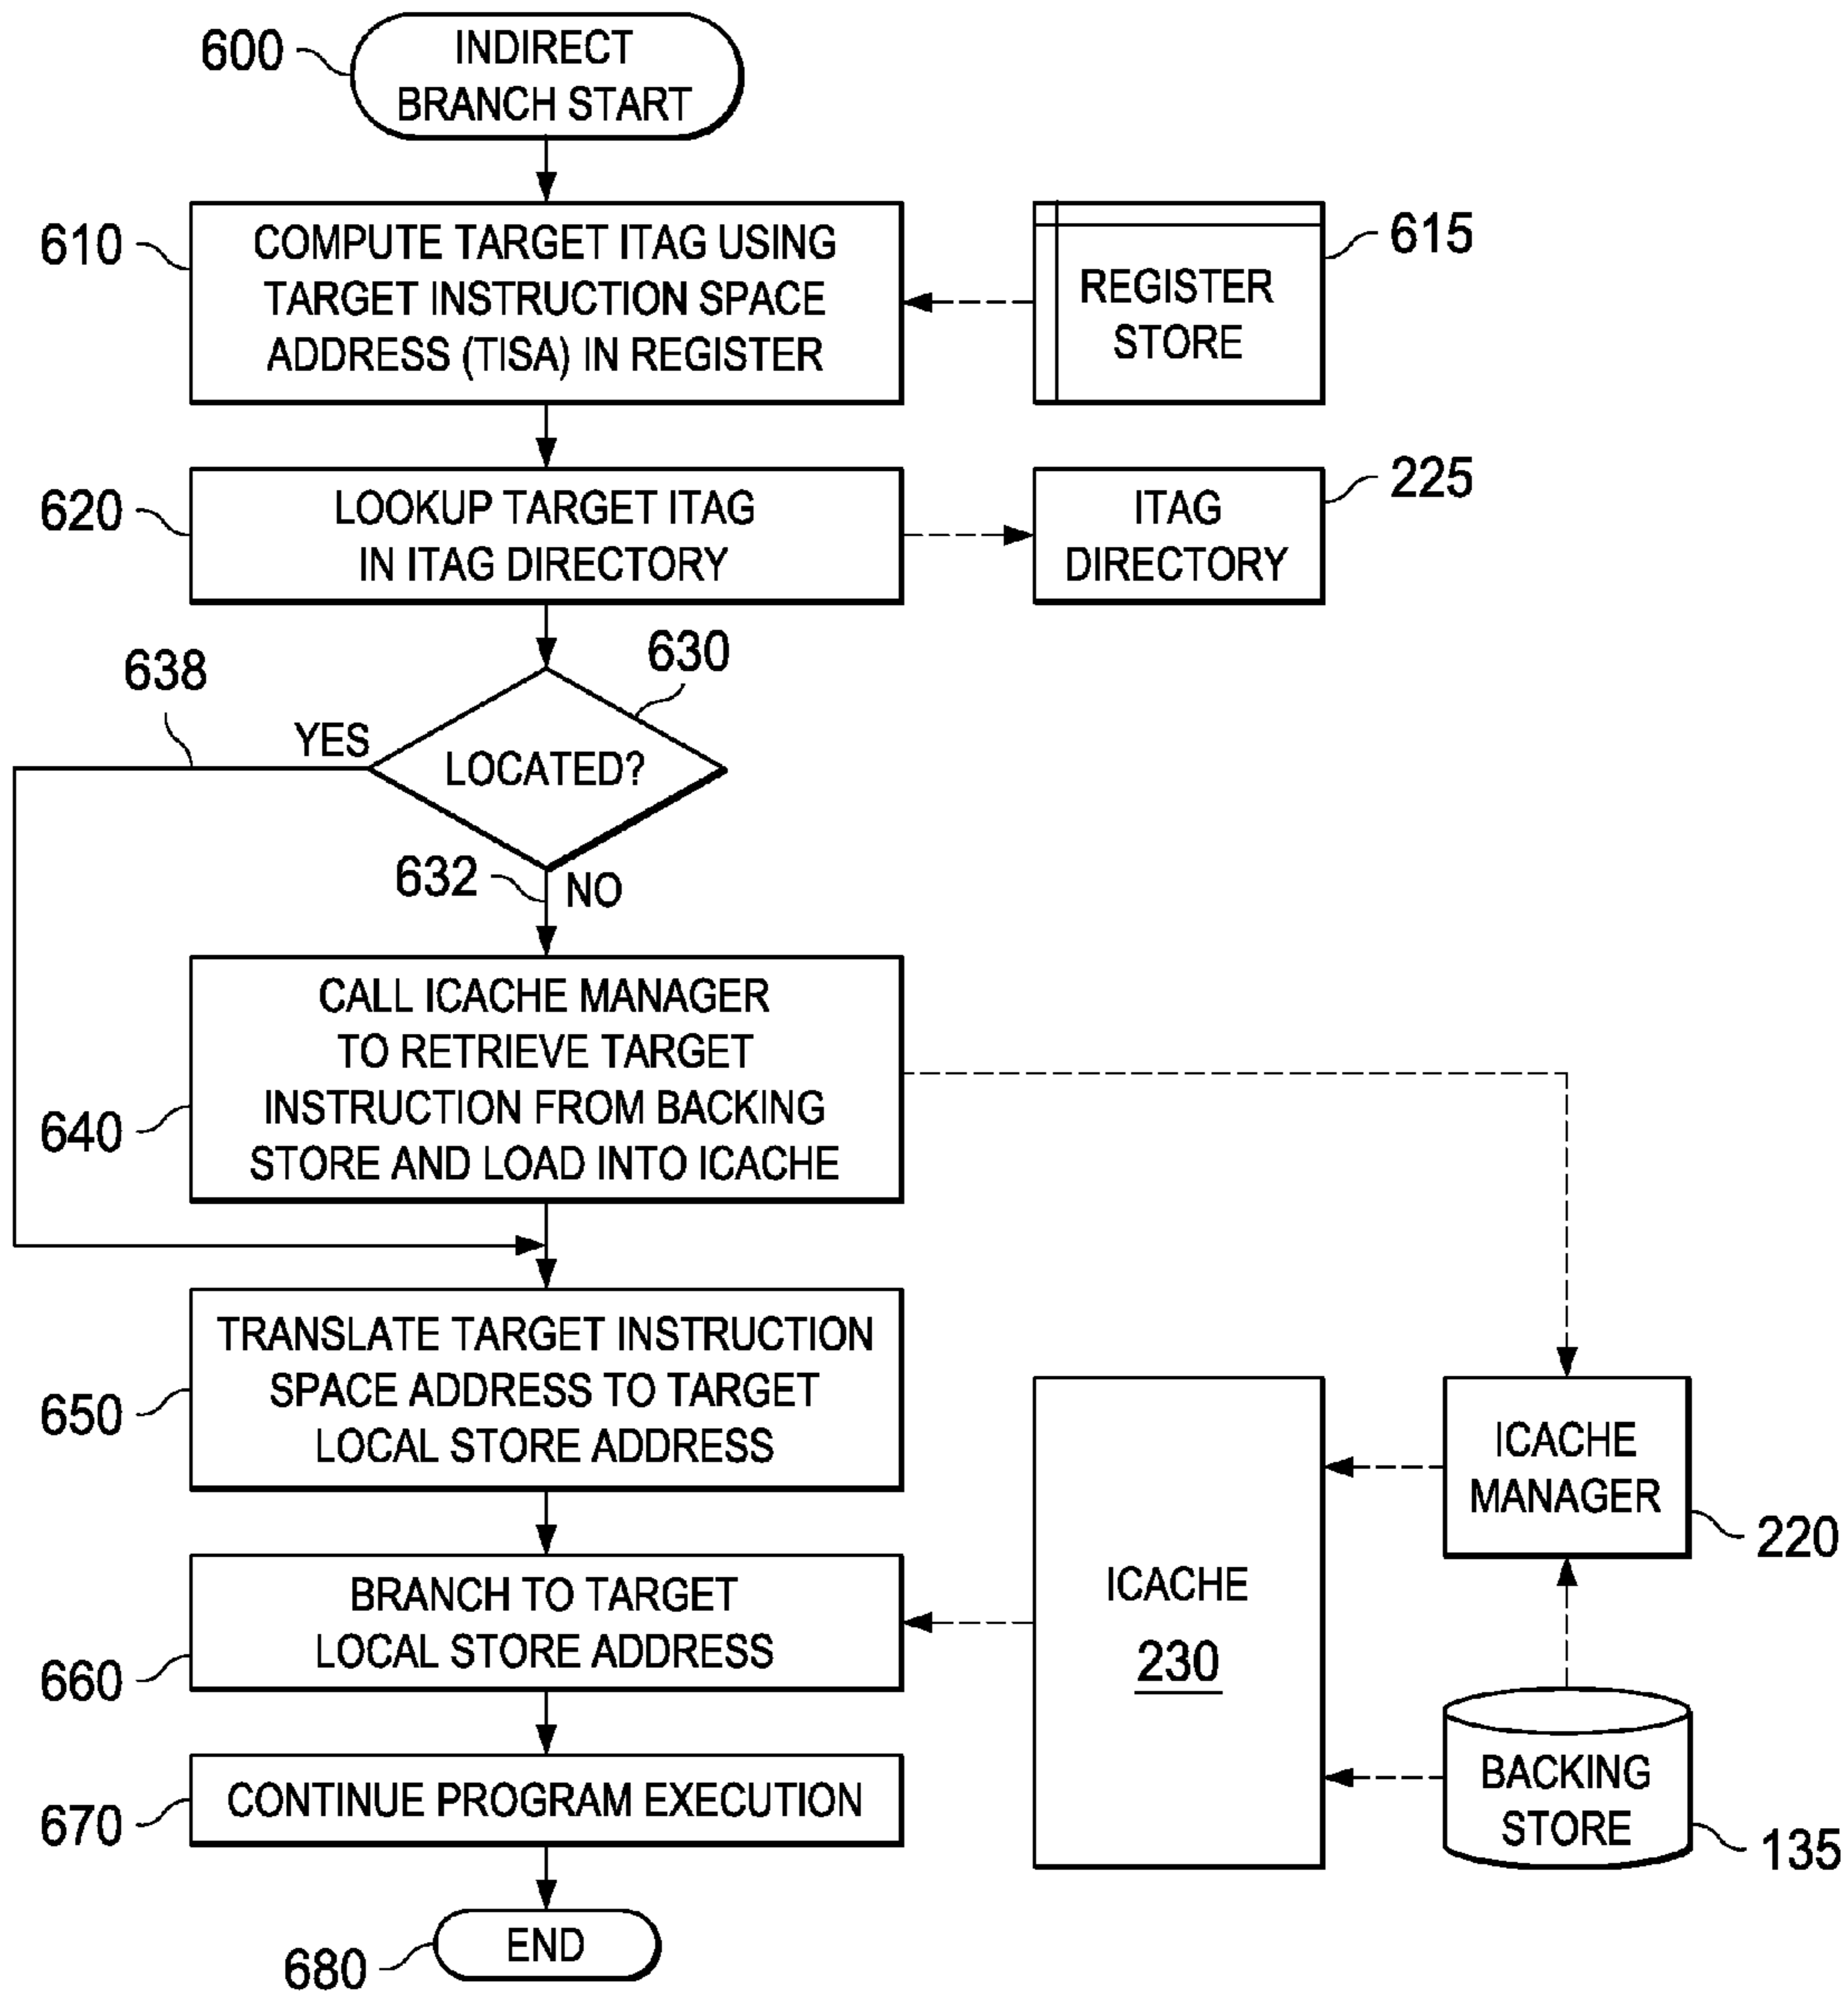 600
INDIRECT
BRANCH START
610
COMPUTE TARGET ITAG USING
TARGET INSTRUCTION SPACE
ADDRESS (TISA) IN REGISTER
REGISTER
STORE
615
620
LOOKUP TARGET ITAG
IN ITAG DIRECTORY
ITAG
DIRECTORY
225
638
630
YES
LOCATED?
632
NO
640
CALL ICACHE MANAGER
TO RETRIEVE TARGET
INSTRUCTION FROM BACKING
STORE AND LOAD INTO ICACHE
650
TRANSLATE TARGET INSTRUCTION
SPACE ADDRESS TO TARGET
LOCAL STORE ADDRESS
ICACHE
MANAGER
220
660
BRANCH TO TARGET
LOCAL STORE ADDRESS
ICACHE
230
670
CONTINUE PROGRAM EXECUTION
BACKING
STORE
135
680
END